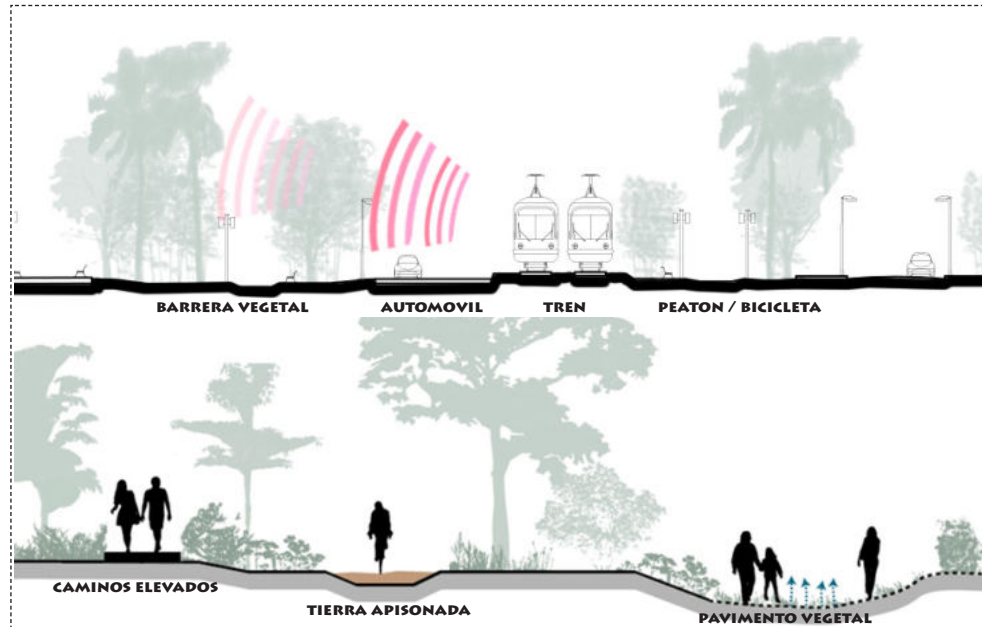 BARRERA VEGETAL
AUTOMOVIL
TREN
PEATON / BICICLETA
CAMINOS ELEVADOS
TIERRA APISONADA
PAVIMENTO VEGETAL